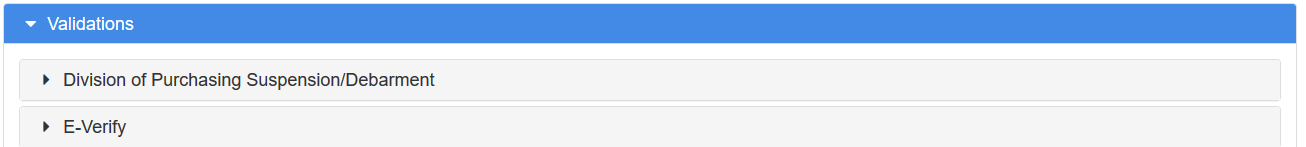 Validations
Division of Purchasing Suspension/Debarment
E-Verify